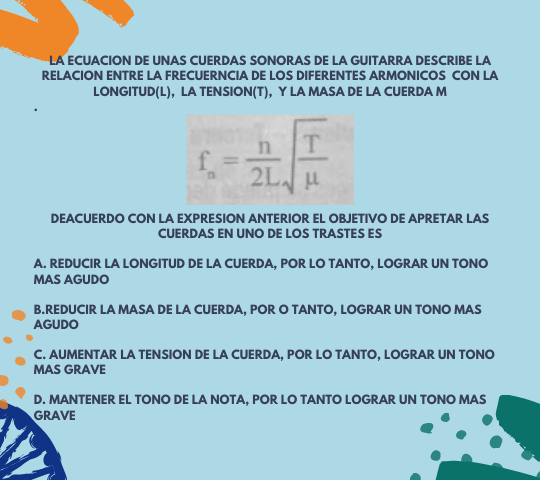 LA ECUACION DE UNAS CUERDAS SONORAS DE LA GUITARRA DESCRIBE LA
RELACION ENTRE LA FRECUERNCIA DE LOS DIFERENTES ARMONICOS CON LA
LONGITUD(L), LA TENSION(T), Y LA MASA DE LA CUERDA M
.
fₙ = n/2L √(T/μ)
DEACUERDO CON LA EXPRESION ANTERIOR EL OBJETIVO DE APRETAR LAS
CUERDAS EN UNO DE LOS TRASTES ES
A. REDUCIR LA LONGITUD DE LA CUERDA, POR LO TANTO, LOGRAR UN TONO
MAS AGUDO
B.REDUCIR LA MASA DE LA CUERDA, POR O TANTO, LOGRAR UN TONO MAS
AGUDO
C. AUMENTAR LA TENSION DE LA CUERDA, POR LO TANTO, LOGRAR UN TONO
MAS GRAVE
D. MANTENER EL TONO DE LA NOTA, POR LO TANTO LOGRAR UN TONO MAS
GRAVE